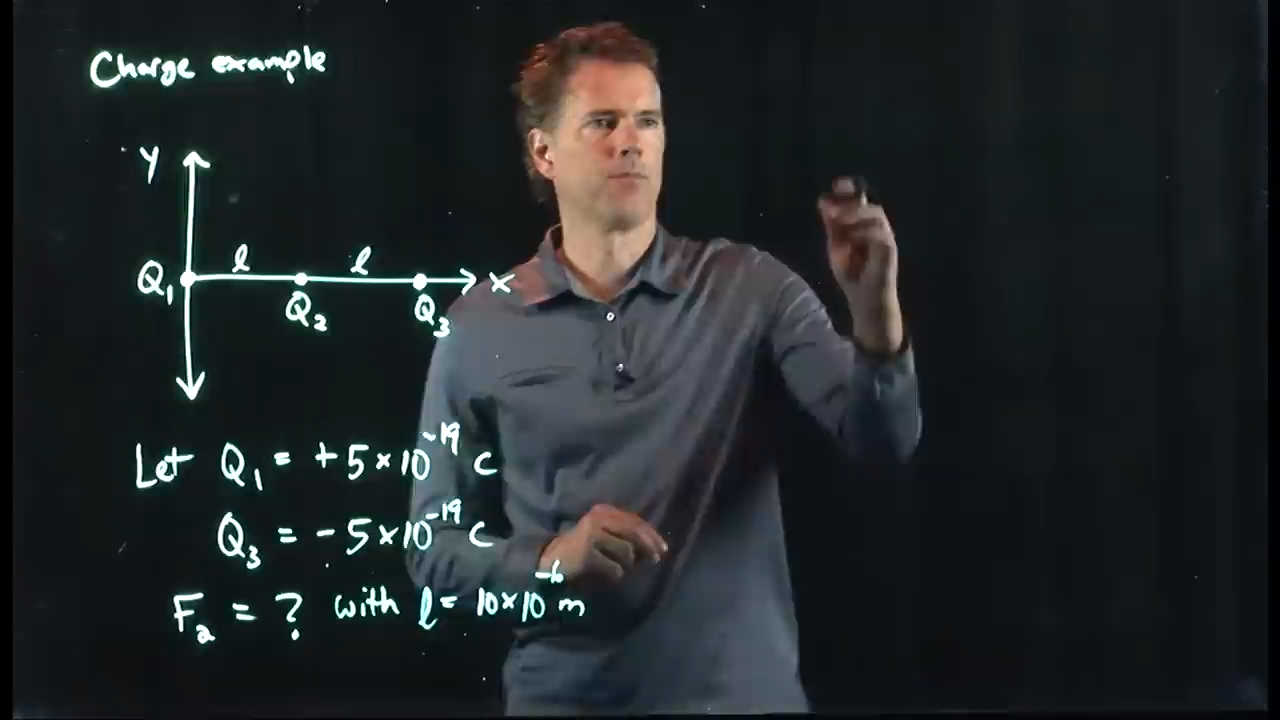 Charge example
Y
l l
Q₁ X
Q₂ Q₃
Let Q₁ = +5×10⁻¹⁹ C
Q₃ = -5×10⁻¹⁹ C
F₂ = ? with l = 10×10⁻⁶ m